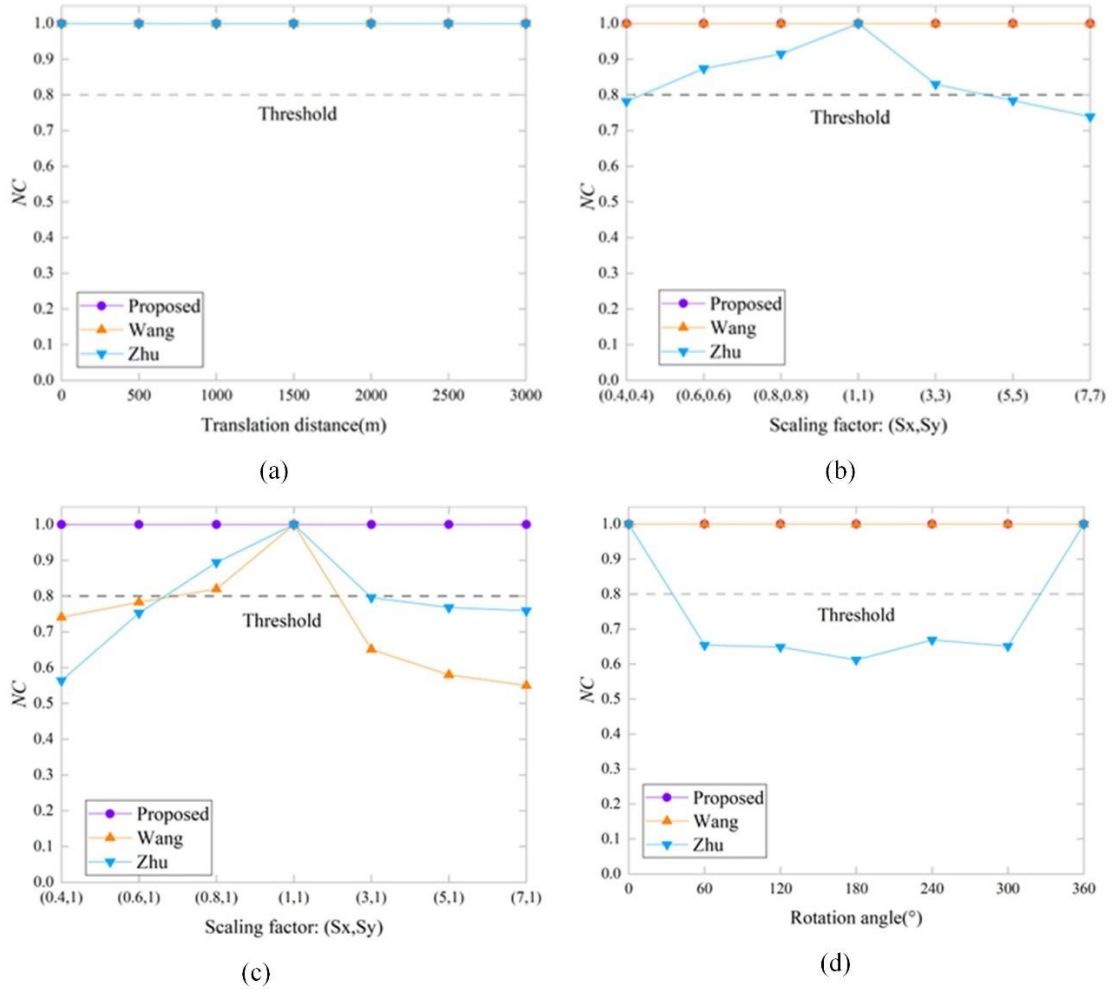 1.0
0.9
0.8
0.7
0.6
0.5
0.4
0.3
0.2
0.1
0.0
NC
Threshold
Proposed
Wang
Zhu
0 500 1000 1500 2000 2500 3000
Translation distance(m)
(a)
1.0
0.9
0.8
0.7
0.6
0.5
0.4
0.3
0.2
0.1
0.0
NC
Threshold
Proposed
Wang
Zhu
(0.4,0.4) (0.6,0.6) (0.8,0.8) (1,1) (3,3) (5,5) (7,7)
Scaling factor: (Sx,Sy)
(b)
1.0
0.9
0.8
0.7
0.6
0.5
0.4
0.3
0.2
0.1
0.0
NC
Threshold
Proposed
Wang
Zhu
(0.4,1) (0.6,1) (0.8,1) (1,1) (3,1) (5,1) (7,1)
Scaling factor: (Sx,Sy)
(c)
1.0
0.9
0.8
0.7
0.6
0.5
0.4
0.3
0.2
0.1
0.0
NC
Threshold
Proposed
Wang
Zhu
0 60 120 180 240 300 360
Rotation angle(°)
(d)